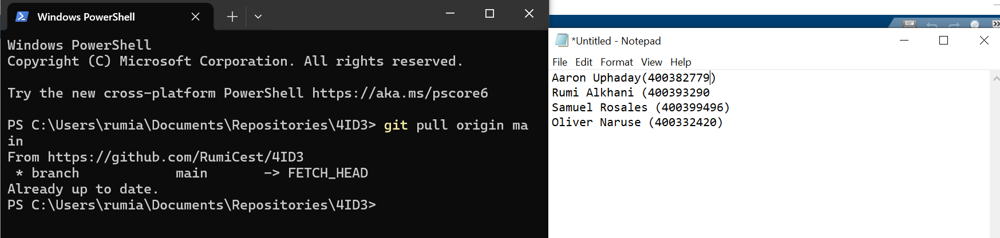 Windows PowerShell
Windows PowerShell
Copyright (C) Microsoft Corporation. All rights reserved.
Try the new cross-platform PowerShell https://aka.ms/pscore6
PS C:\Users\rumia\Documents\Repositories\4ID3> git pull origin ma
in
From https://github.com/RumiCest/4ID3
 * branch            main       -> FETCH_HEAD
Already up to date.
PS C:\Users\rumia\Documents\Repositories\4ID3>
*Untitled - Notepad
File Edit Format View Help
Aaron Uphaday(400382779)
Rumi Alkhani (400393290
Samuel Rosales (400399496)
Oliver Naruse (400332420)